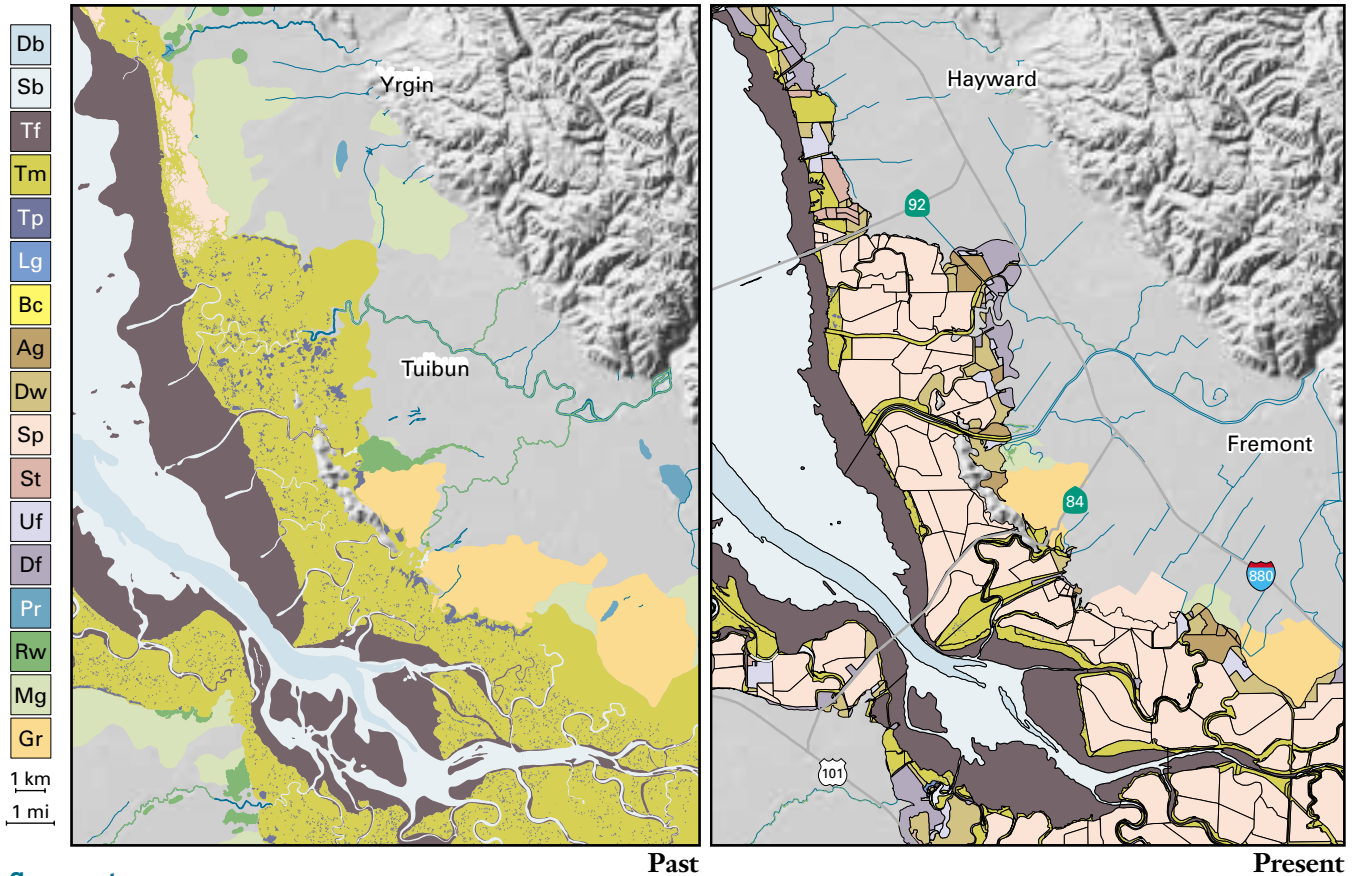 Db
Sb
Tf
Tm
Tp
Lg
Bc
Ag
Dw
Sp
St
Uf
Df
Pr
Rw
Mg
Gr
1 km
1 mi
Yrgin
Tuibun
Past
Hayward
92
Fremont
84
880
101
Present